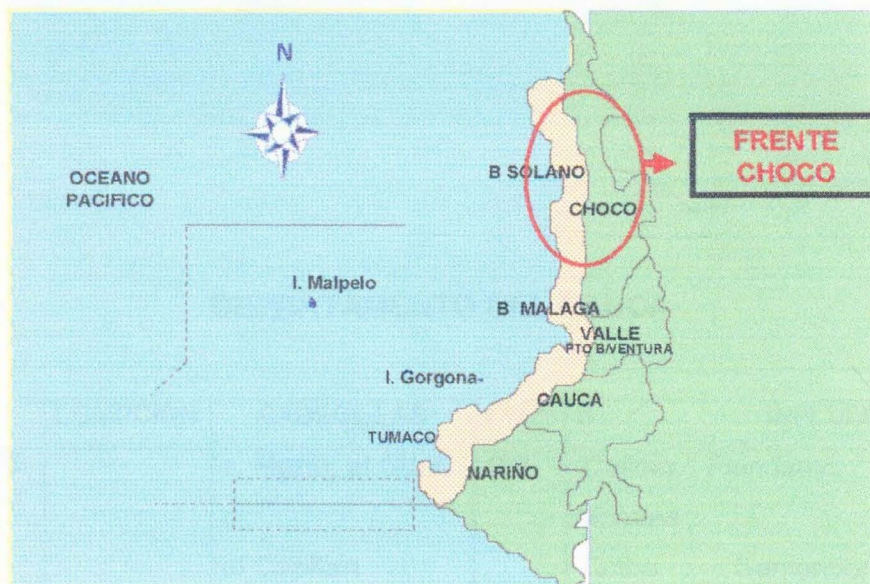 N
FRENTE
CHOCO
B SOLANO
OCEANO
PACIFICO
CHOCO
I. Malpelo
B MALAGA
VALLE
PTO B/VENTURA
I. Gorgona
CAUCA
TUMACO
NARIÑO